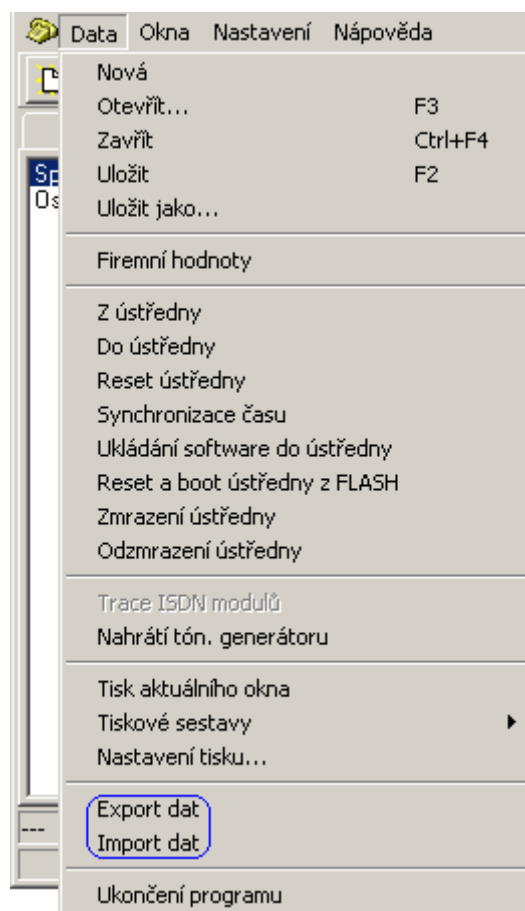 Data Okna Nastavení Nápověda
Nová
Otevřít... F3
Zavřít Ctrl+F4
Uložit F2
Uložit jako...
Firemní hodnoty
Z ústředny
Do ústředny
Reset ústředny
Synchronizace času
Ukládání software do ústředny
Reset a boot ústředny z FLASH
Zmrazení ústředny
Odzmrazení ústředny
Trace ISDN modulů
Nahrátí tón. generátoru
Tisk aktuálního okna
Tiskové sestavy
Nastavení tisku...
Export dat
---
Import dat
Ukončení programu